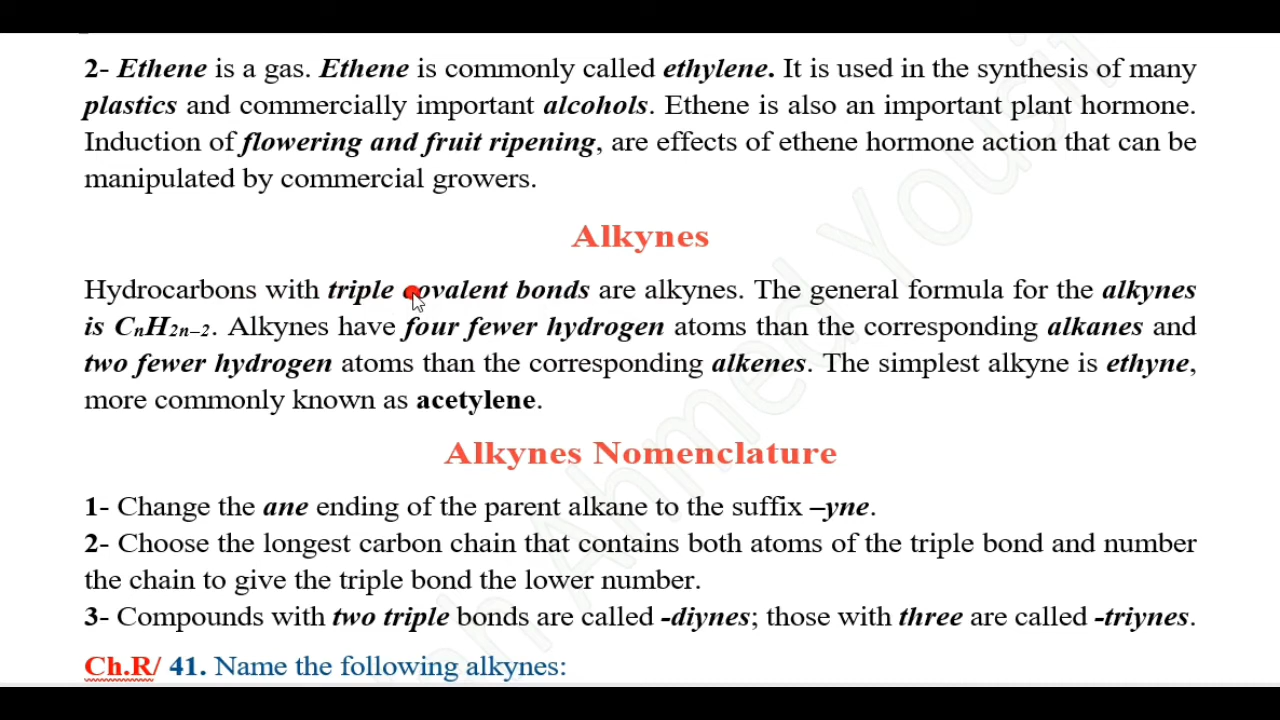 2- Ethene is a gas. Ethene is commonly called ethylene. It is used in the synthesis of many
plastics and commercially important alcohols. Ethene is also an important plant hormone.
Induction of flowering and fruit ripening, are effects of ethene hormone action that can be
manipulated by commercial growers.
Alkynes
Hydrocarbons with triple covalent bonds are alkynes. The general formula for the alkynes
is CnH2n–2. Alkynes have four fewer hydrogen atoms than the corresponding alkanes and
two fewer hydrogen atoms than the corresponding alkenes. The simplest alkyne is ethyne,
more commonly known as acetylene.
Alkynes Nomenclature
1- Change the ane ending of the parent alkane to the suffix –yne.
2- Choose the longest carbon chain that contains both atoms of the triple bond and number
the chain to give the triple bond the lower number.
3- Compounds with two triple bonds are called -diynes; those with three are called -triynes.
Ch.R/ 41. Name the following alkynes: